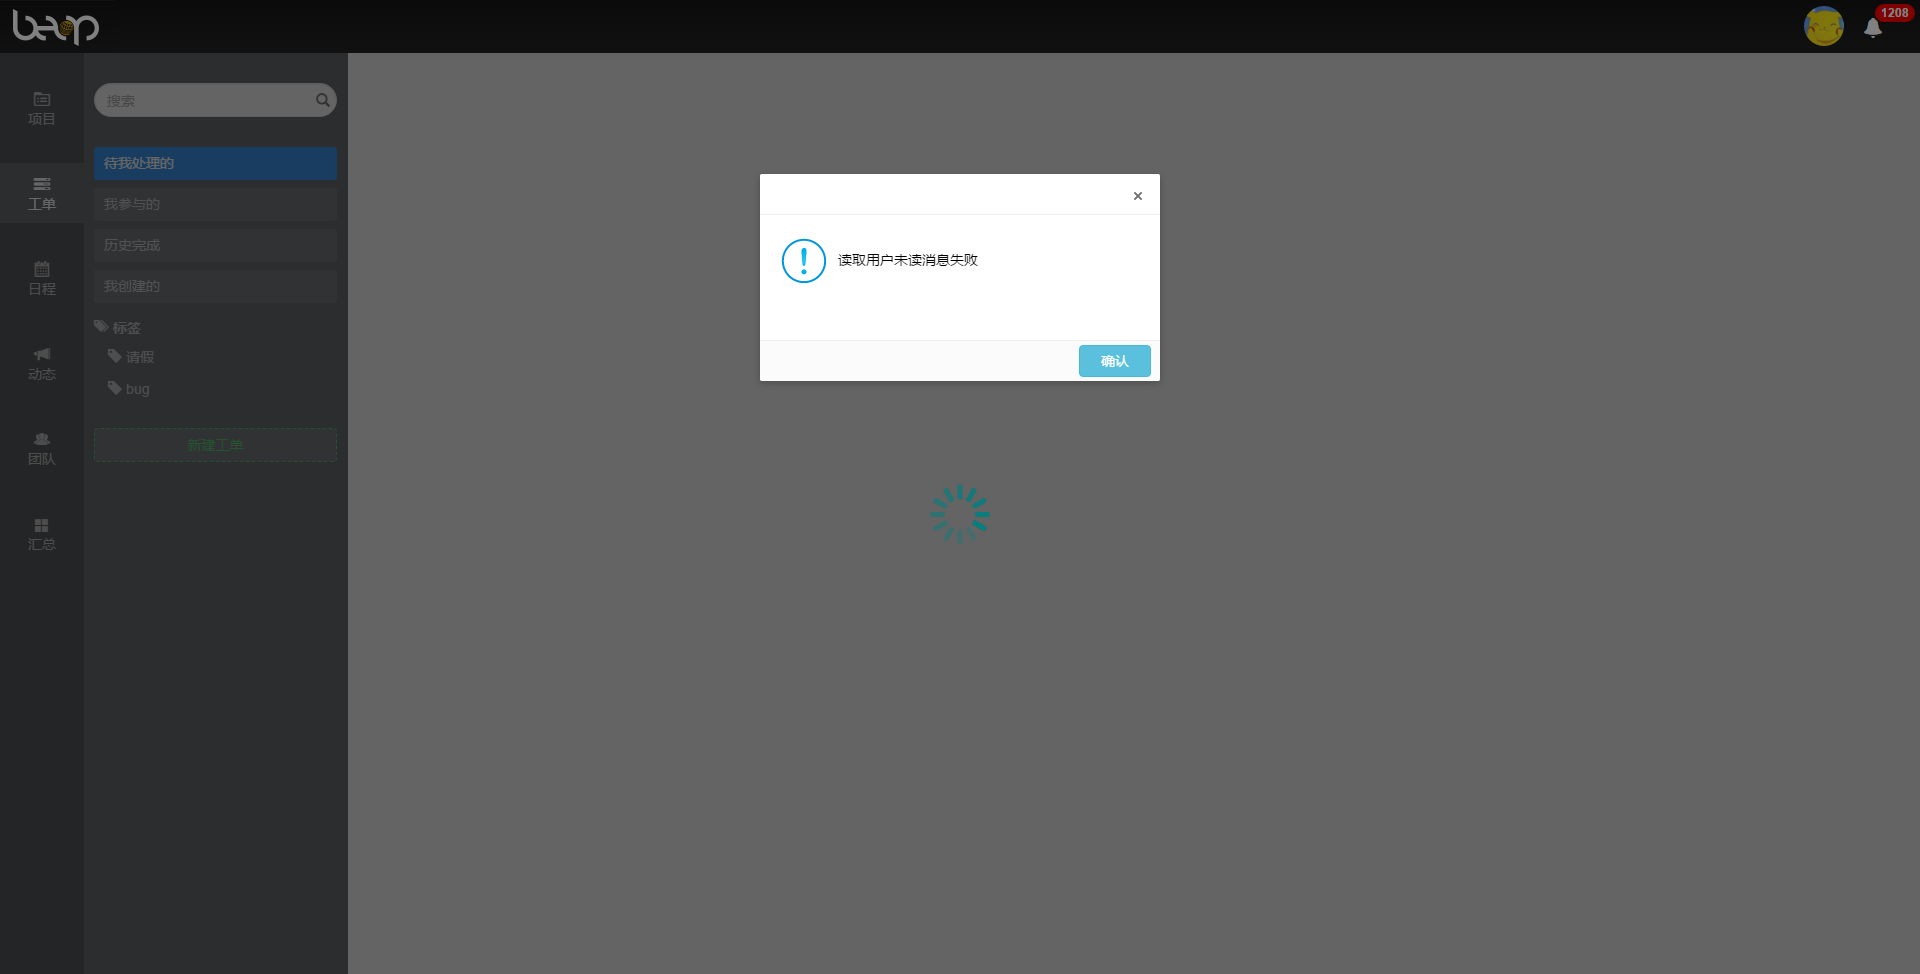 beop
1208
项目
工单
日程
动态
团队
汇总
搜索
待我处理的
我参与的
历史完成
我创建的
标签
请假
bug
新建工单
×
读取用户未读消息失败
确认